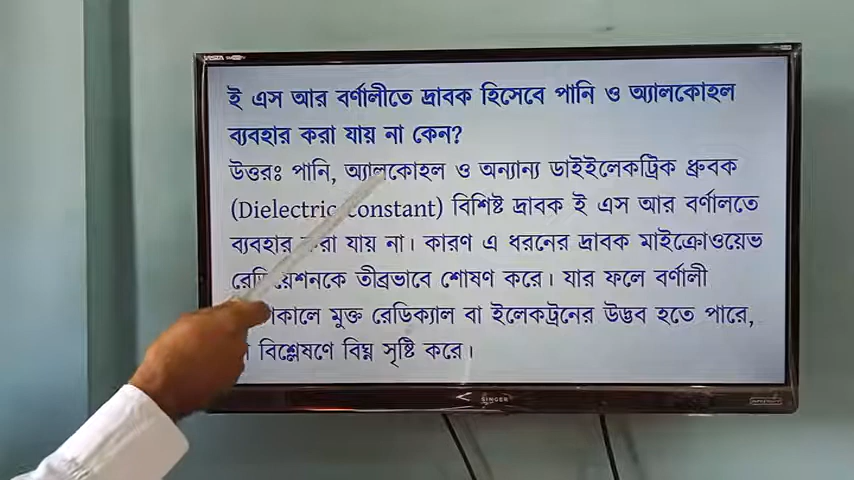 ই এস আর বর্ণালীতে দ্রাবক হিসেবে পানি ও অ্যালকোহল
ব্যবহার করা যায় না কেন?
উত্তরঃ পানি, অ্যালকোহল ও অন্যান্য ডাইইলেকট্রিক ধ্রুবক
(Dielectric constant) বিশিষ্ট দ্রাবক ই এস আর বর্ণালতে
ব্যবহার করা যায় না। কারণ এ ধরনের দ্রাবক মাইক্রোওয়েভ
রেডিয়েশনকে তীব্রভাবে শোষণ করে। যার ফলে বর্ণালী
মুক্ত রেডিক্যাল বা ইলেকট্রনের উদ্ভব হতে পারে,
বিশ্লেষণে বিঘ্ন সৃষ্টি করে।
SINGER